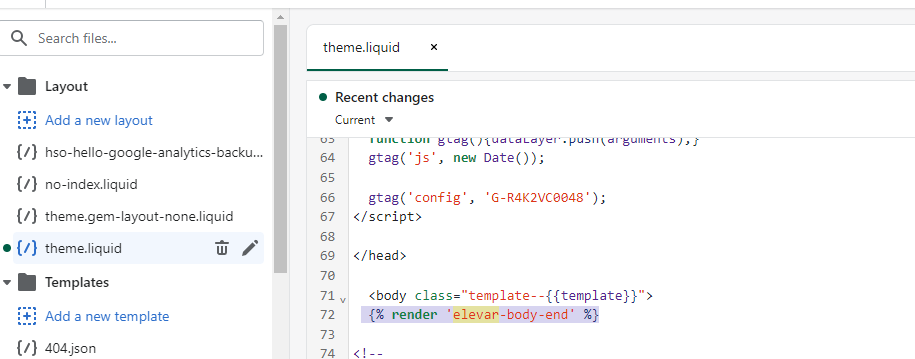 Search files...
Layout
Add a new layout
hso-hello-google-analytics-backu...
no-index.liquid
theme.gem-layout-none.liquid
theme.liquid
Templates
Add a new template
404.json
theme.liquid ×
Recent changes
Current
63 function gtag(){dataLayer.push(arguments);}
64 gtag('js', new Date());
65
66 gtag('config', 'G-R4K2VC0048');
67 </script>
68
69 </head>
70
71 <body class="template--{{template}}">
72 {% render 'elevar-body-end' %}
73
74 <!--